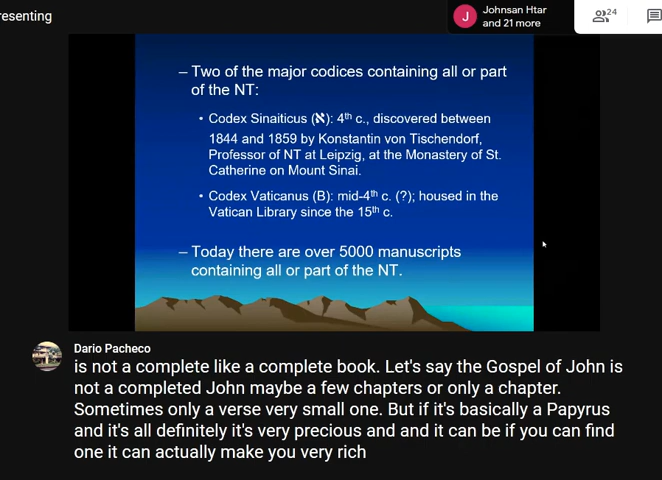 resenting
Johnsan Htar
and 21 more
J
24
– Two of the major codices containing all or part
of the NT:
• Codex Sinaiticus (ℵ): 4th c., discovered between
1844 and 1859 by Konstantin von Tischendorf,
Professor of NT at Leipzig, at the Monastery of St.
Catherine on Mount Sinai.
• Codex Vaticanus (B): mid-4th c. (?); housed in the
Vatican Library since the 15th c.
– Today there are over 5000 manuscripts
containing all or part of the NT.
Dario Pacheco
is not a complete like a complete book. Let's say the Gospel of John is
not a completed John maybe a few chapters or only a chapter.
Sometimes only a verse very small one. But if it's basically a Papyrus
and it's all definitely it's very precious and and it can be if you can find
one it can actually make you very rich